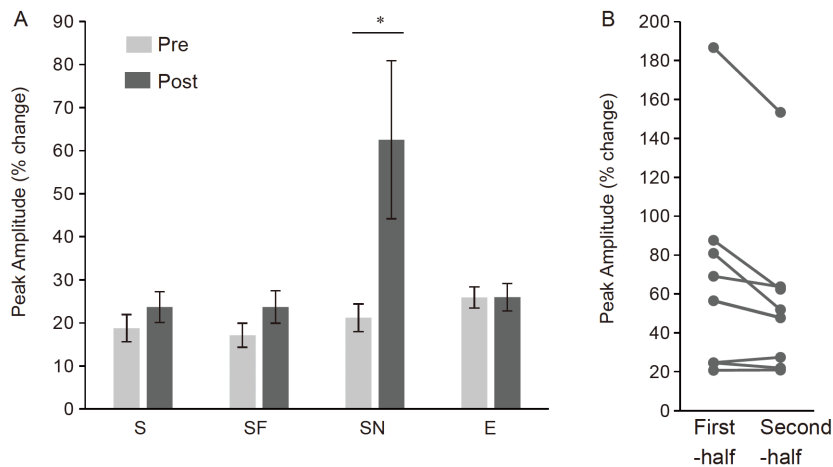 A
Peak Amplitude (% change)
90
80
70
60
50
40
30
20
10
0
Pre
Post
*
S SF SN E
B
Peak Amplitude (% change)
200
180
160
140
120
100
80
60
40
20
0
First Second
-half -half